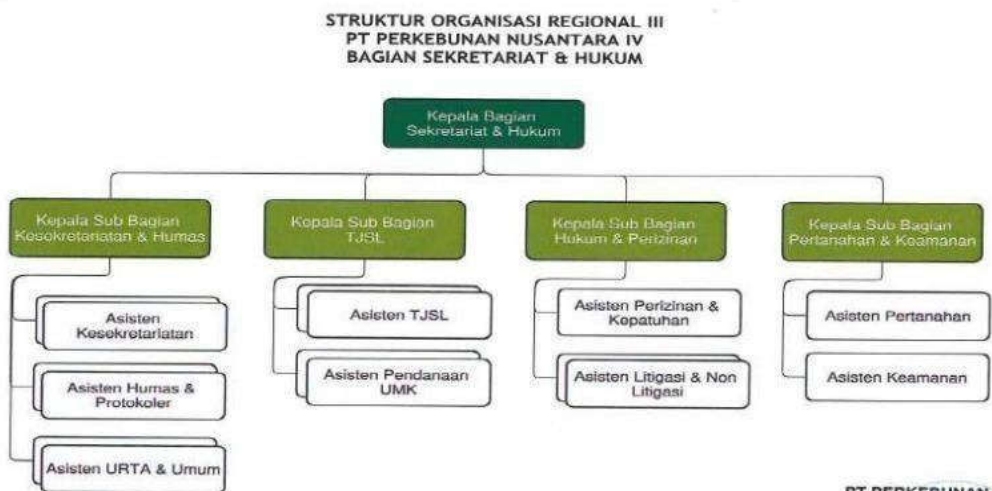 STRUKTUR ORGANISASI REGIONAL III
PT PERKEBUNAN NUSANTARA IV
BAGIAN SEKRETARIAT & HUKUM
Kepala Bagian
Sekretariat & Hukum
Kepala Sub Bagian
Kesekretariatan & Humas
Kepala Sub Bagian
TJSL
Kepala Sub Bagian
Hukum & Perizinan
Kepala Sub Bagian
Pertanahan & Keamanan
Asisten
Kesekretariatan
Asisten Humas &
Protokoler
Asisten URTA & Umum
Asisten TJSL
Asisten Pendanaan
UMK
Asisten Perizinan &
Kepatuhan
Asisten Litigasi & Non
Litigasi
Asisten Pertanahan
Asisten Keamanan
PT PERKEBUNAN